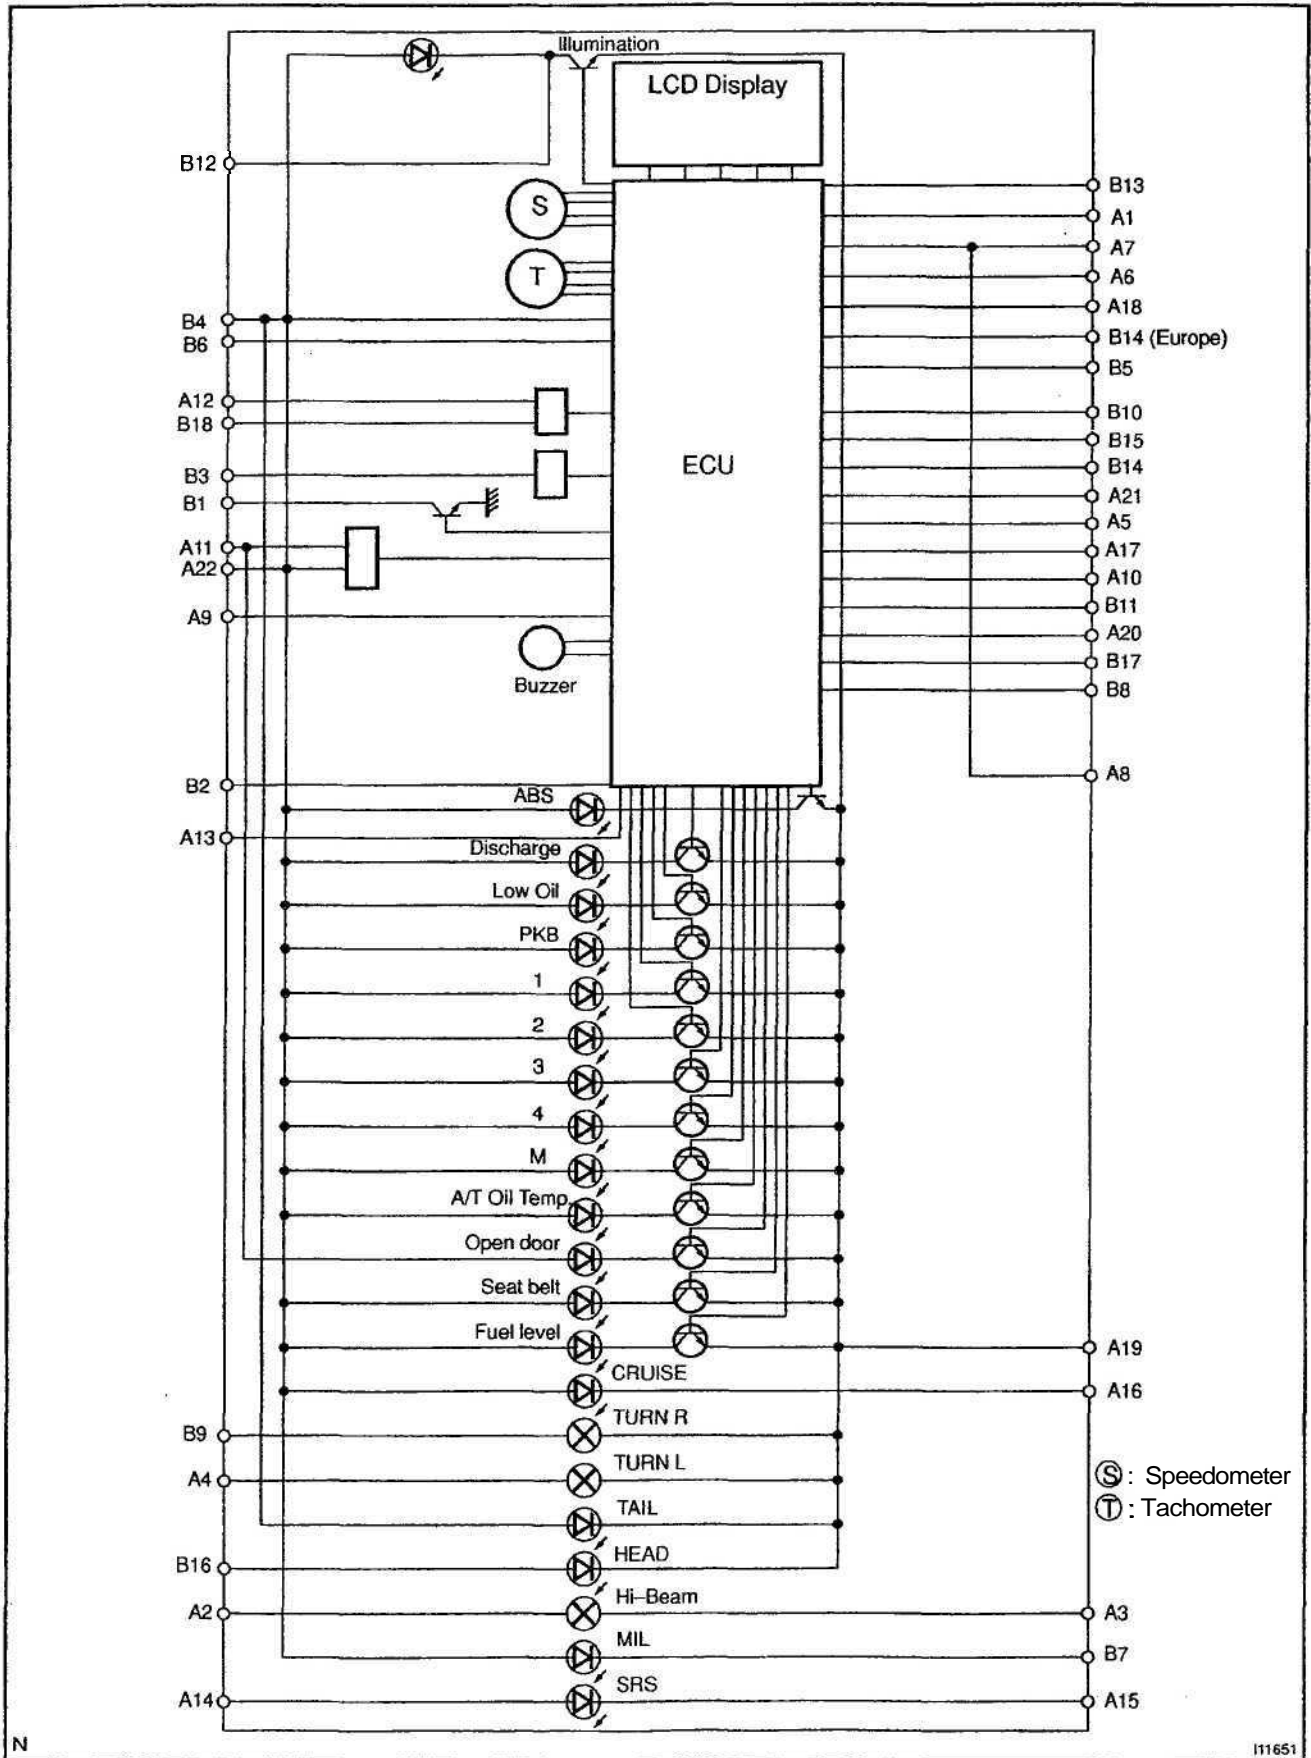 Illumination
LCD Display
B12
B13
S
A1
A7
T
A6
A18
B4
B14 (Europe)
B6
B5
A12
B10
B18
B15
ECU
B14
B3
A21
B1
A5
A11
A17
A22
A10
B11
A9
A20
B17
Buzzer
B8
A8
B2
ABS
A13
Discharge
Low Oil
PKB
1
2
3
4
M
A/T Oil Temp.
Open door
Seat belt
Fuel level
A19
CRUISE
A16
TURN R
B9
TURN L
A4
S : Speedometer
TAIL
T : Tachometer
HEAD
B16
Hi-Beam
A2
A3
MIL
B7
SRS
A14
A15
N
I11651